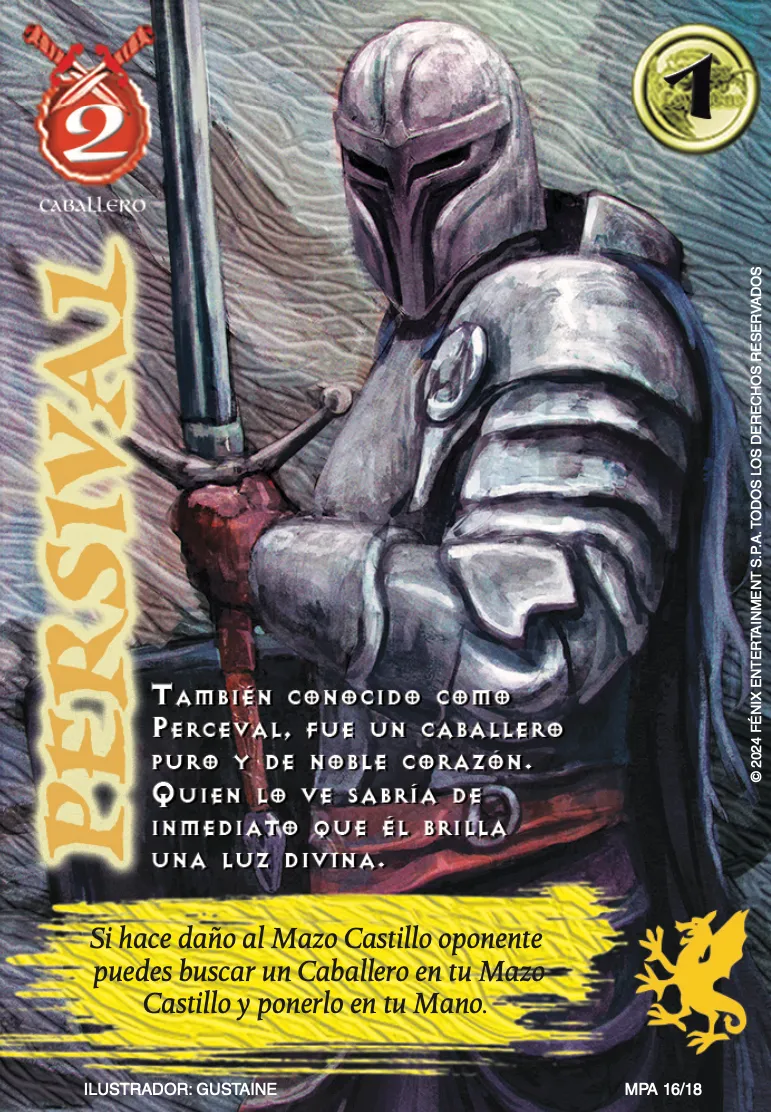 2
CABALLERO
1
PERSIVAL
También conocido como
Perceval, fue un caballero
puro y de noble corazón.
Quien lo ve sabría de
inmediato que él brilla
una luz divina.
Si hace daño al Mazo Castillo oponente
puedes buscar un Caballero en tu Mazo
Castillo y ponerlo en tu Mano.
© 2024 FÉNIX ENTERTAINMENT S.P.A. TODOS LOS DERECHOS RESERVADOS
ILUSTRADOR: GUSTAINE
MPA 16/18